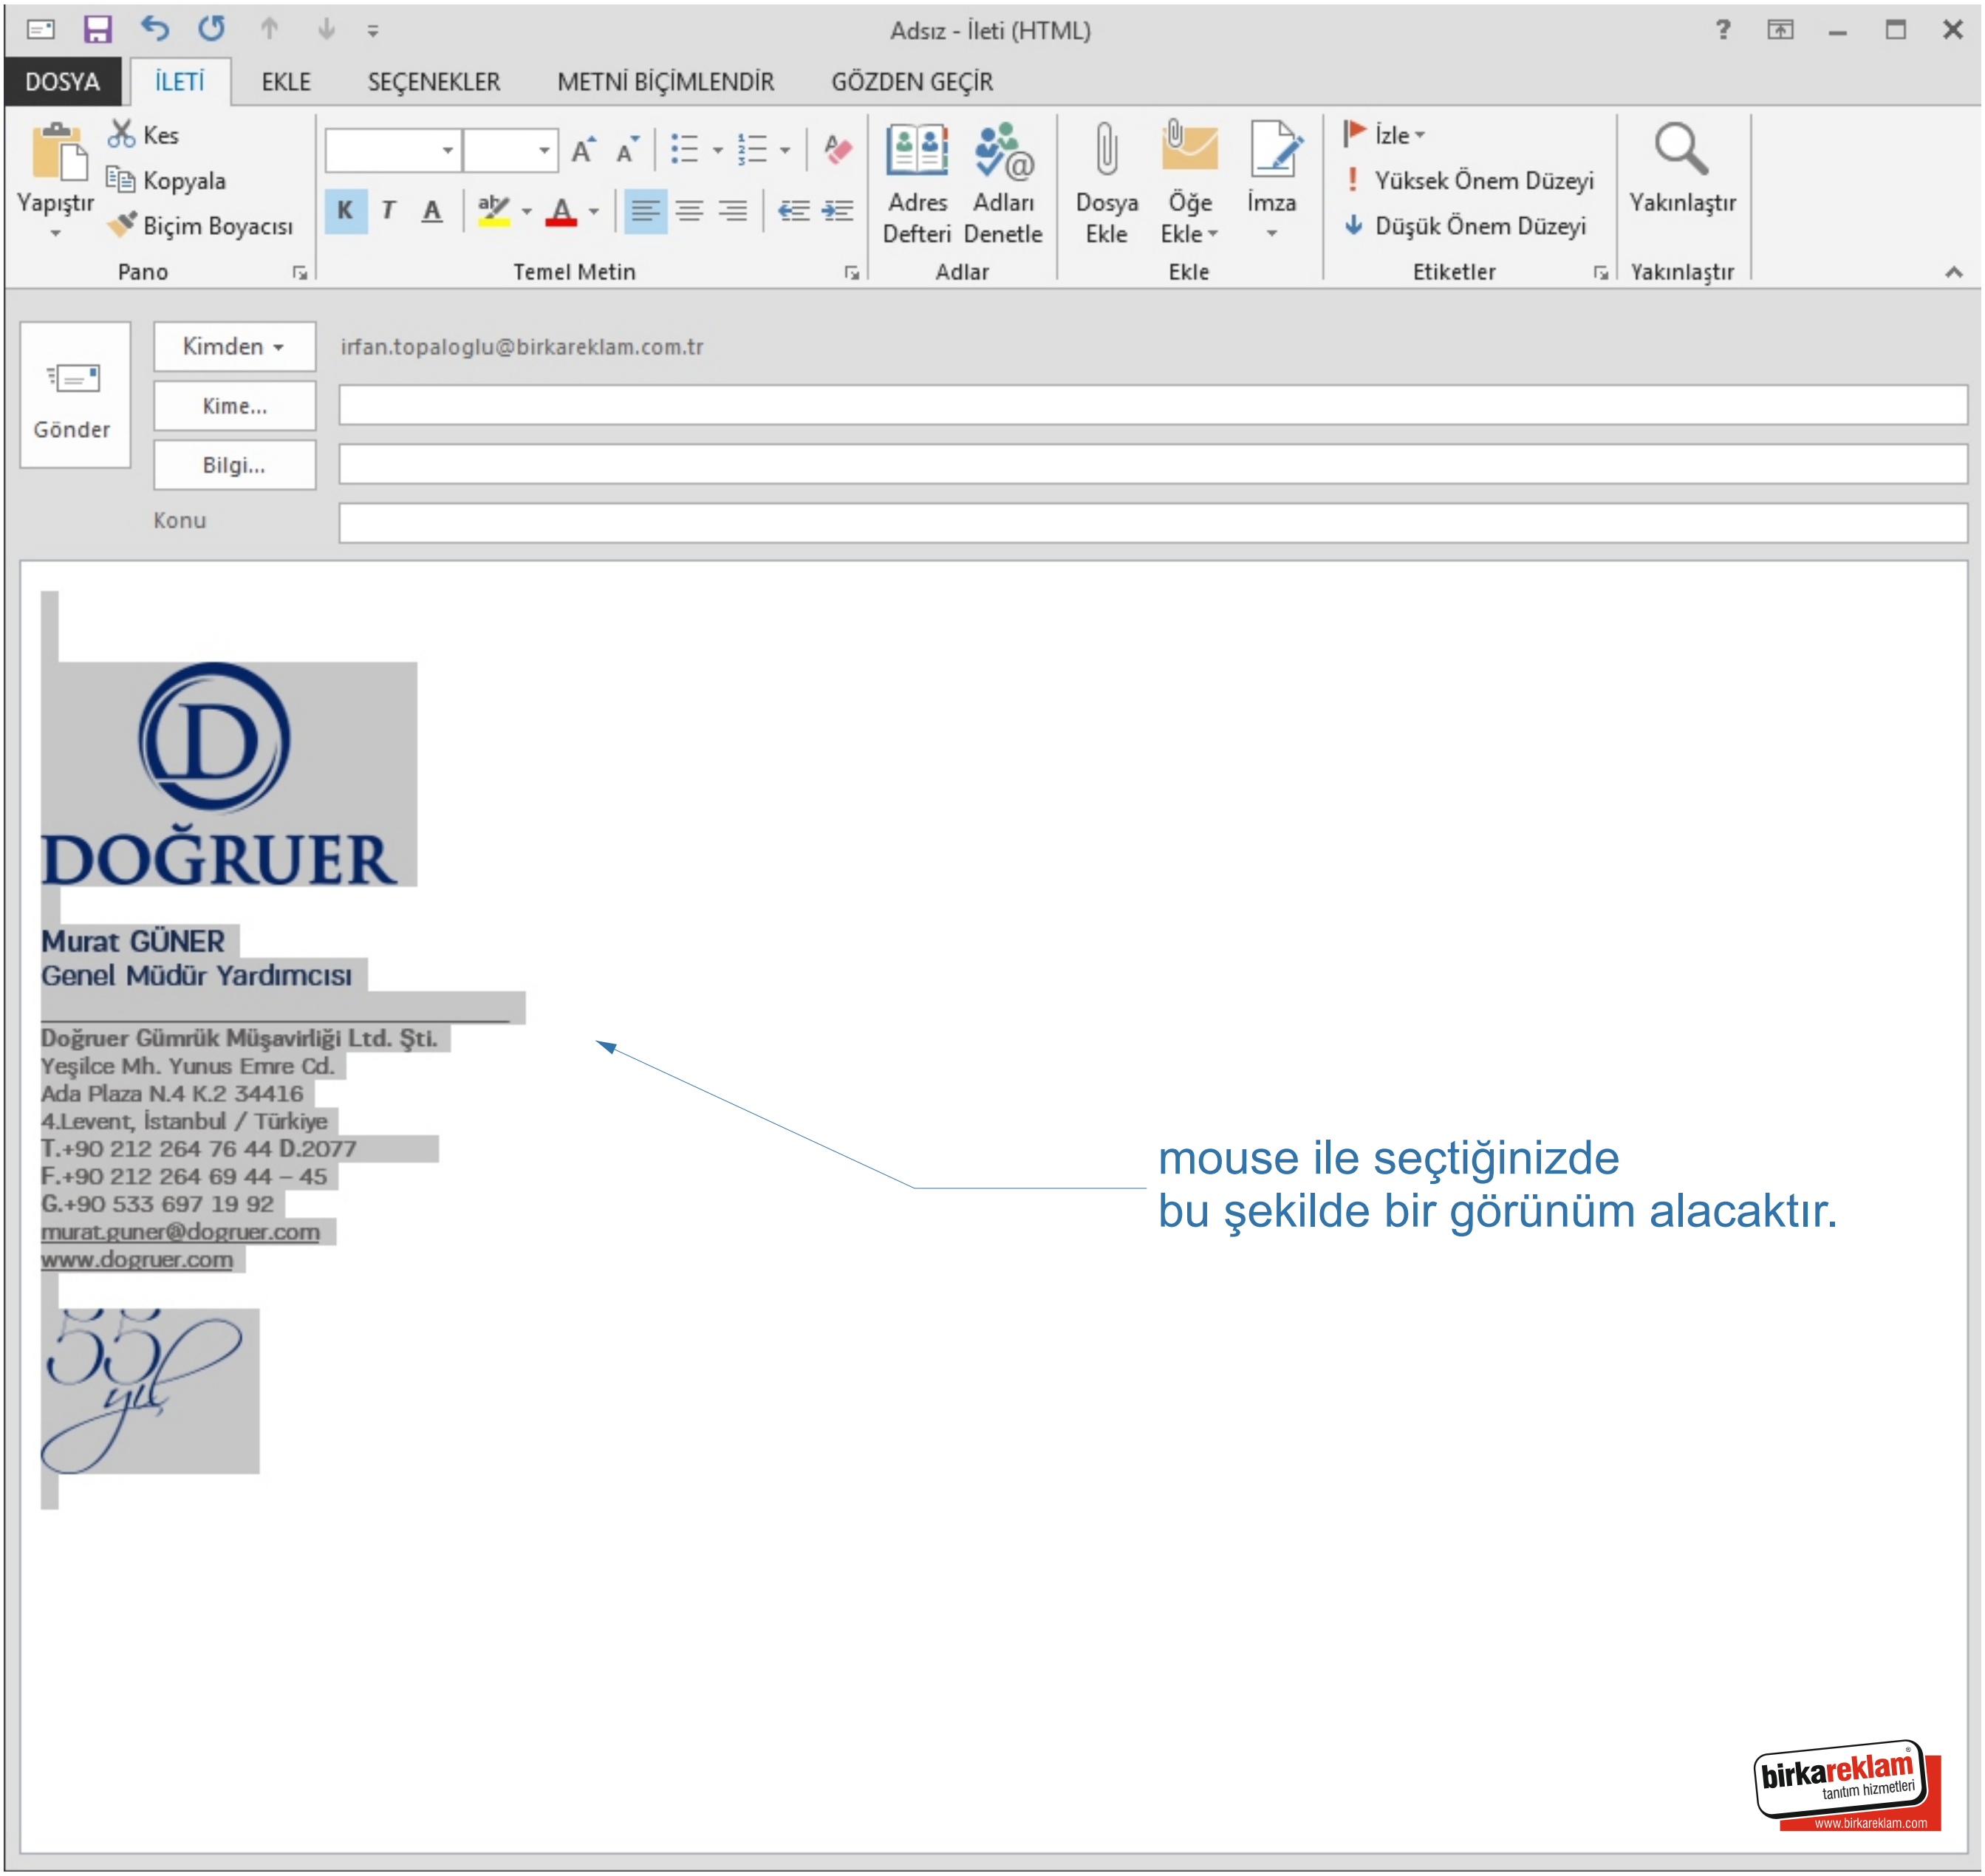 Adsız - İleti (HTML)
DOSYA İLETİ EKLE SEÇENEKLER METNİ BİÇİMLENDİR GÖZDEN GEÇİR
Yapıştır
Kes
Kopyala
Biçim Boyacısı
Pano
K T A
Temel Metin
Adres Defteri
Adları Denetle
Adlar
Dosya Ekle
Öğe Ekle
İmza
Ekle
İzle
Yüksek Önem Düzeyi
Düşük Önem Düzeyi
Etiketler
Yakınlaştır
Yakınlaştır
Gönder
Kimden irfan.topaloglu@birkareklam.com.tr
Kime...
Bilgi...
Konu
D
DOĞRUER
Murat GÜNER
Genel Müdür Yardımcısı
Doğruer Gümrük Müşavirliği Ltd. Şti.
Yeşilce Mh. Yunus Emre Cd.
Ada Plaza N.4 K.2 34416
4.Levent, İstanbul / Türkiye
T.+90 212 264 76 44 D.2077
F.+90 212 264 69 44 – 45
G.+90 533 697 19 92
murat.guner@dogruer.com
www.dogruer.com
55
yıl
mouse ile seçtiğinizde
bu şekilde bir görünüm alacaktır.
birkareklam®
tanıtım hizmetleri
www.birkareklam.com